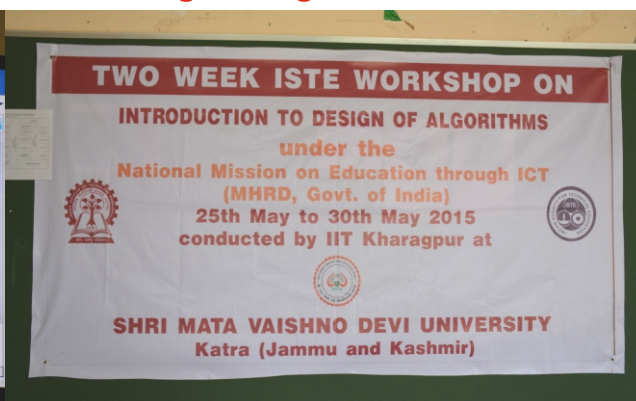 TWO WEEK ISTE WORKSHOP ON
INTRODUCTION TO DESIGN OF ALGORITHMS
under the
National Mission on Education through ICT
(MHRD, Govt. of India)
25th May to 30th May 2015
conducted by IIT Kharagpur at
ISTE
SHRI MATA VAISHNO DEVI UNIVERSITY
Katra (Jammu and Kashmir)